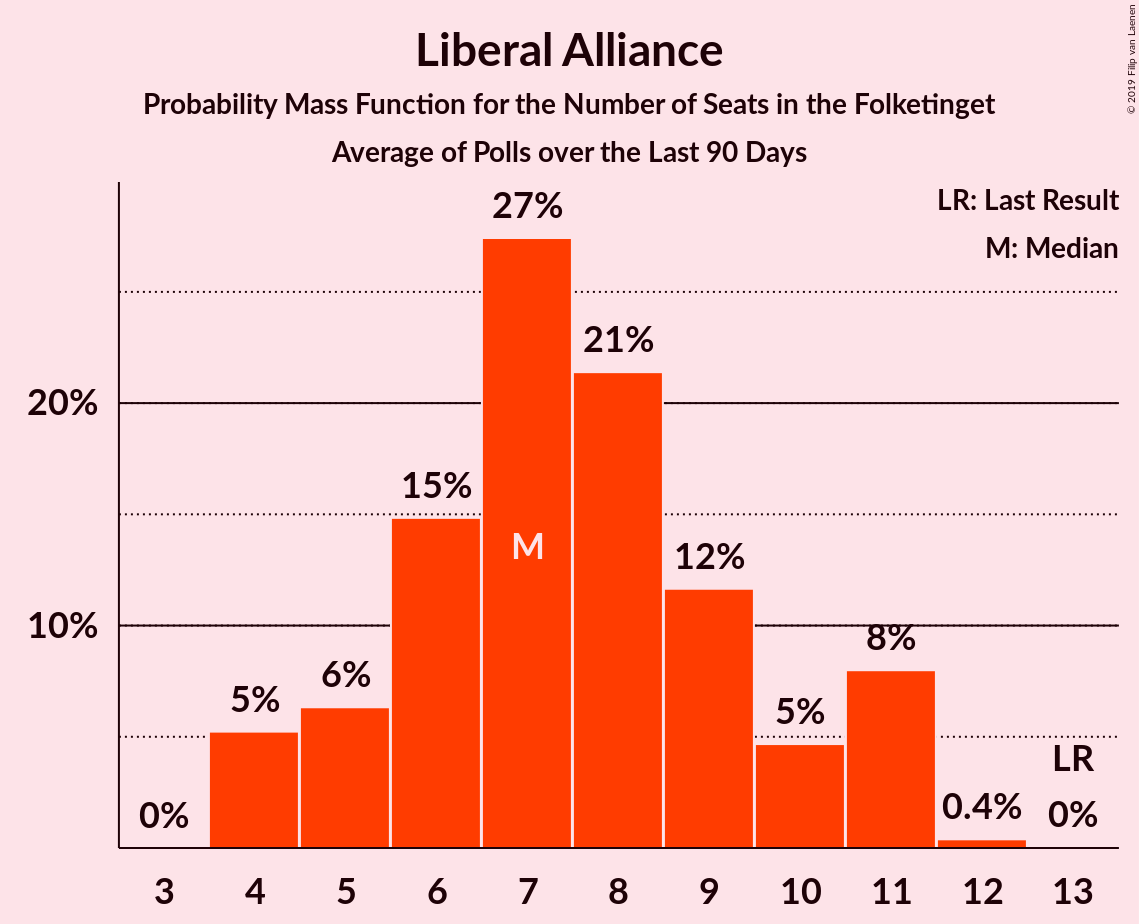 Liberal Alliance
Probability Mass Function for the Number of Seats in the Folketinget
Average of Polls over the Last 90 Days
© 2019 Filip van Laenen
LR: Last Result
M: Median
27%
21%
20%
15%
M
12%
10%
8%
6%
5%
5%
LR
0%
0.4%
0%
3 4 5 6 7 8 9 10 11 12 13